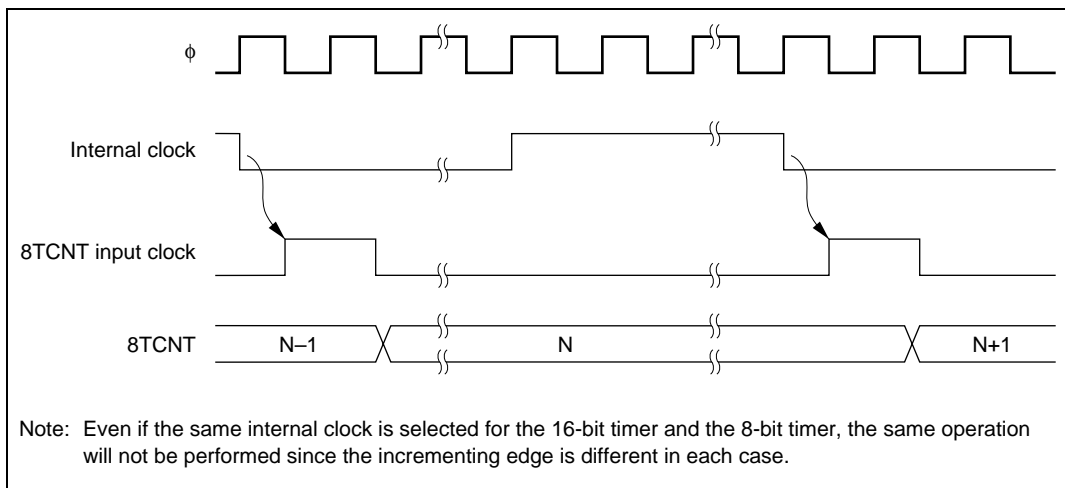 ϕ
Internal clock
8TCNT input clock
8TCNT
N–1
N
N+1
Note: Even if the same internal clock is selected for the 16-bit timer and the 8-bit timer, the same operation
will not be performed since the incrementing edge is different in each case.